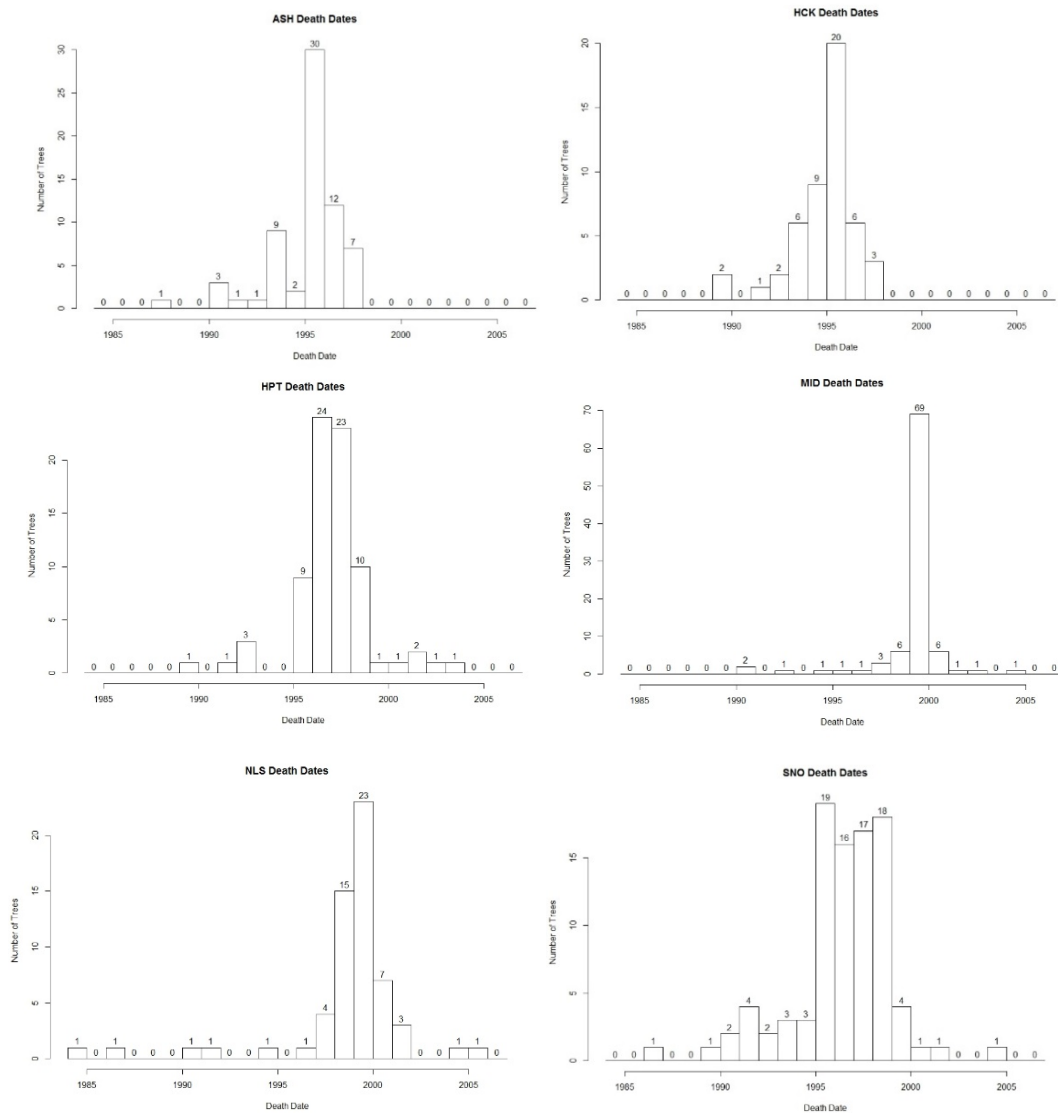 ASH Death Dates
Number of Trees
30
25
20
15
10
5
0
0 0 0 1 0 0 3 1 1 9 2 30 12 7 0 0 0 0 0 0 0 0 0
1985 1990 1995 2000 2005
Death Date
HCK Death Dates
Number of Trees
20
15
10
5
0
0 0 0 0 0 2 0 1 2 6 9 20 6 3 0 0 0 0 0 0 0 0 0
1985 1990 1995 2000 2005
Death Date
HPT Death Dates
Number of Trees
20
15
10
5
0
0 0 0 0 0 1 0 1 3 0 0 9 24 23 10 1 1 2 1 1 0 0 0
1985 1990 1995 2000 2005
Death Date
MID Death Dates
Number of Trees
70
60
50
40
30
20
10
0
0 0 0 0 0 0 2 0 1 0 1 1 1 3 6 69 6 1 1 0 1 0 0
1985 1990 1995 2000 2005
Death Date
NLS Death Dates
Number of Trees
20
15
10
5
0
1 0 1 0 0 0 1 1 0 0 1 0 1 4 15 23 7 3 0 0 1 1 0
1985 1990 1995 2000 2005
Death Date
SNO Death Dates
Number of Trees
15
10
5
0
0 0 1 0 0 1 2 4 2 3 3 19 16 17 18 4 1 1 0 0 1 0 0
1985 1990 1995 2000 2005
Death Date